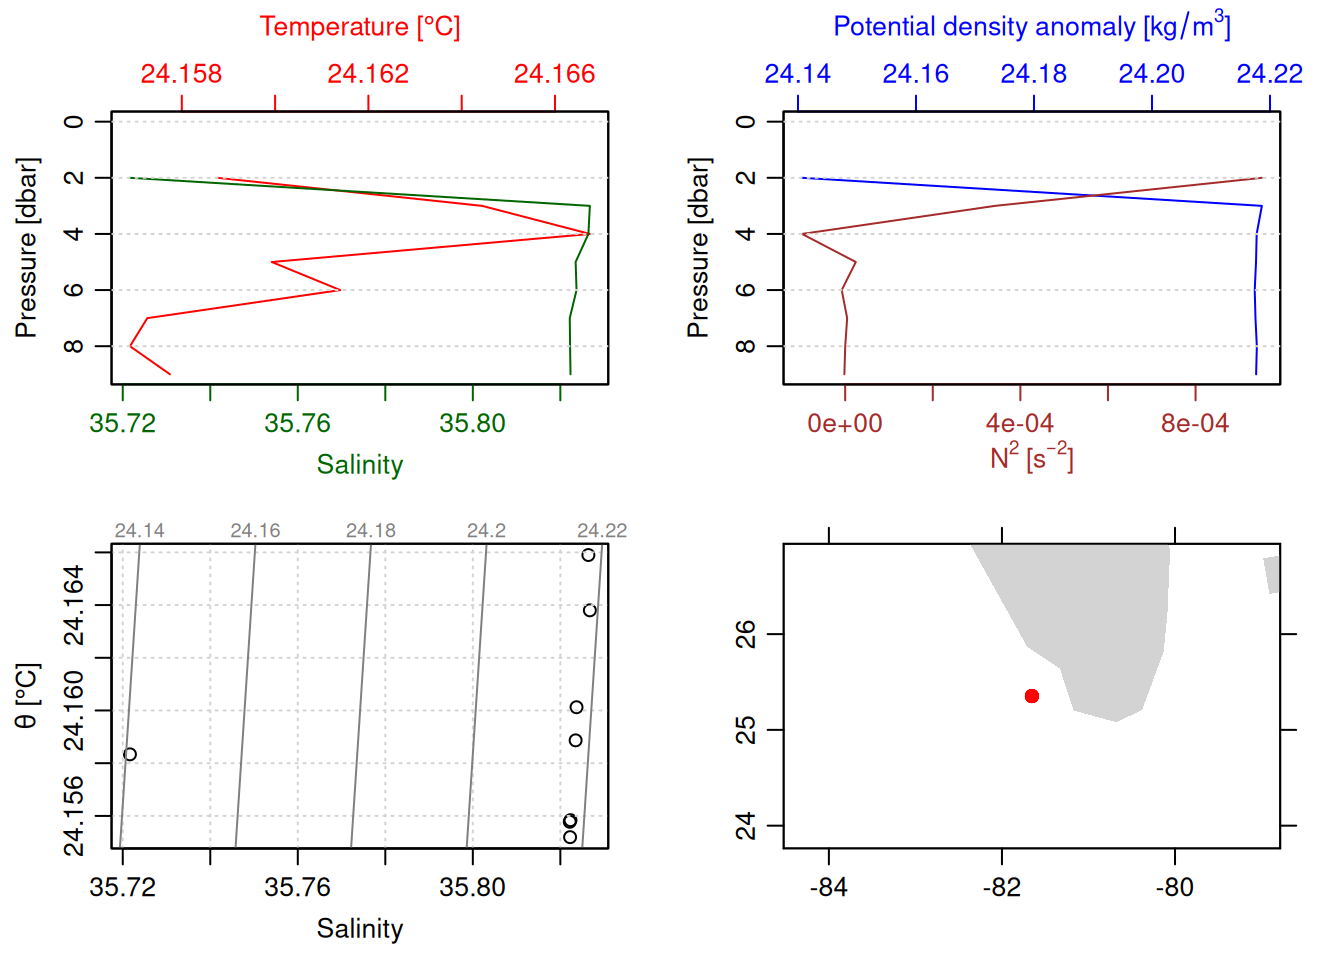 Temperature [°C]
24.158 24.162 24.166
0
2
4
6
8
Pressure [dbar]
35.72 35.76 35.80
Salinity
Potential density anomaly [kg/m³]
24.14 24.16 24.18 24.20 24.22
0
2
4
6
8
Pressure [dbar]
0e+00 4e-04 8e-04
N² [s⁻²]
24.14 24.16 24.18 24.2 24.22
24.164
24.160
24.156
θ [°C]
35.72 35.76 35.80
Salinity
26
25
24
-84 -82 -80